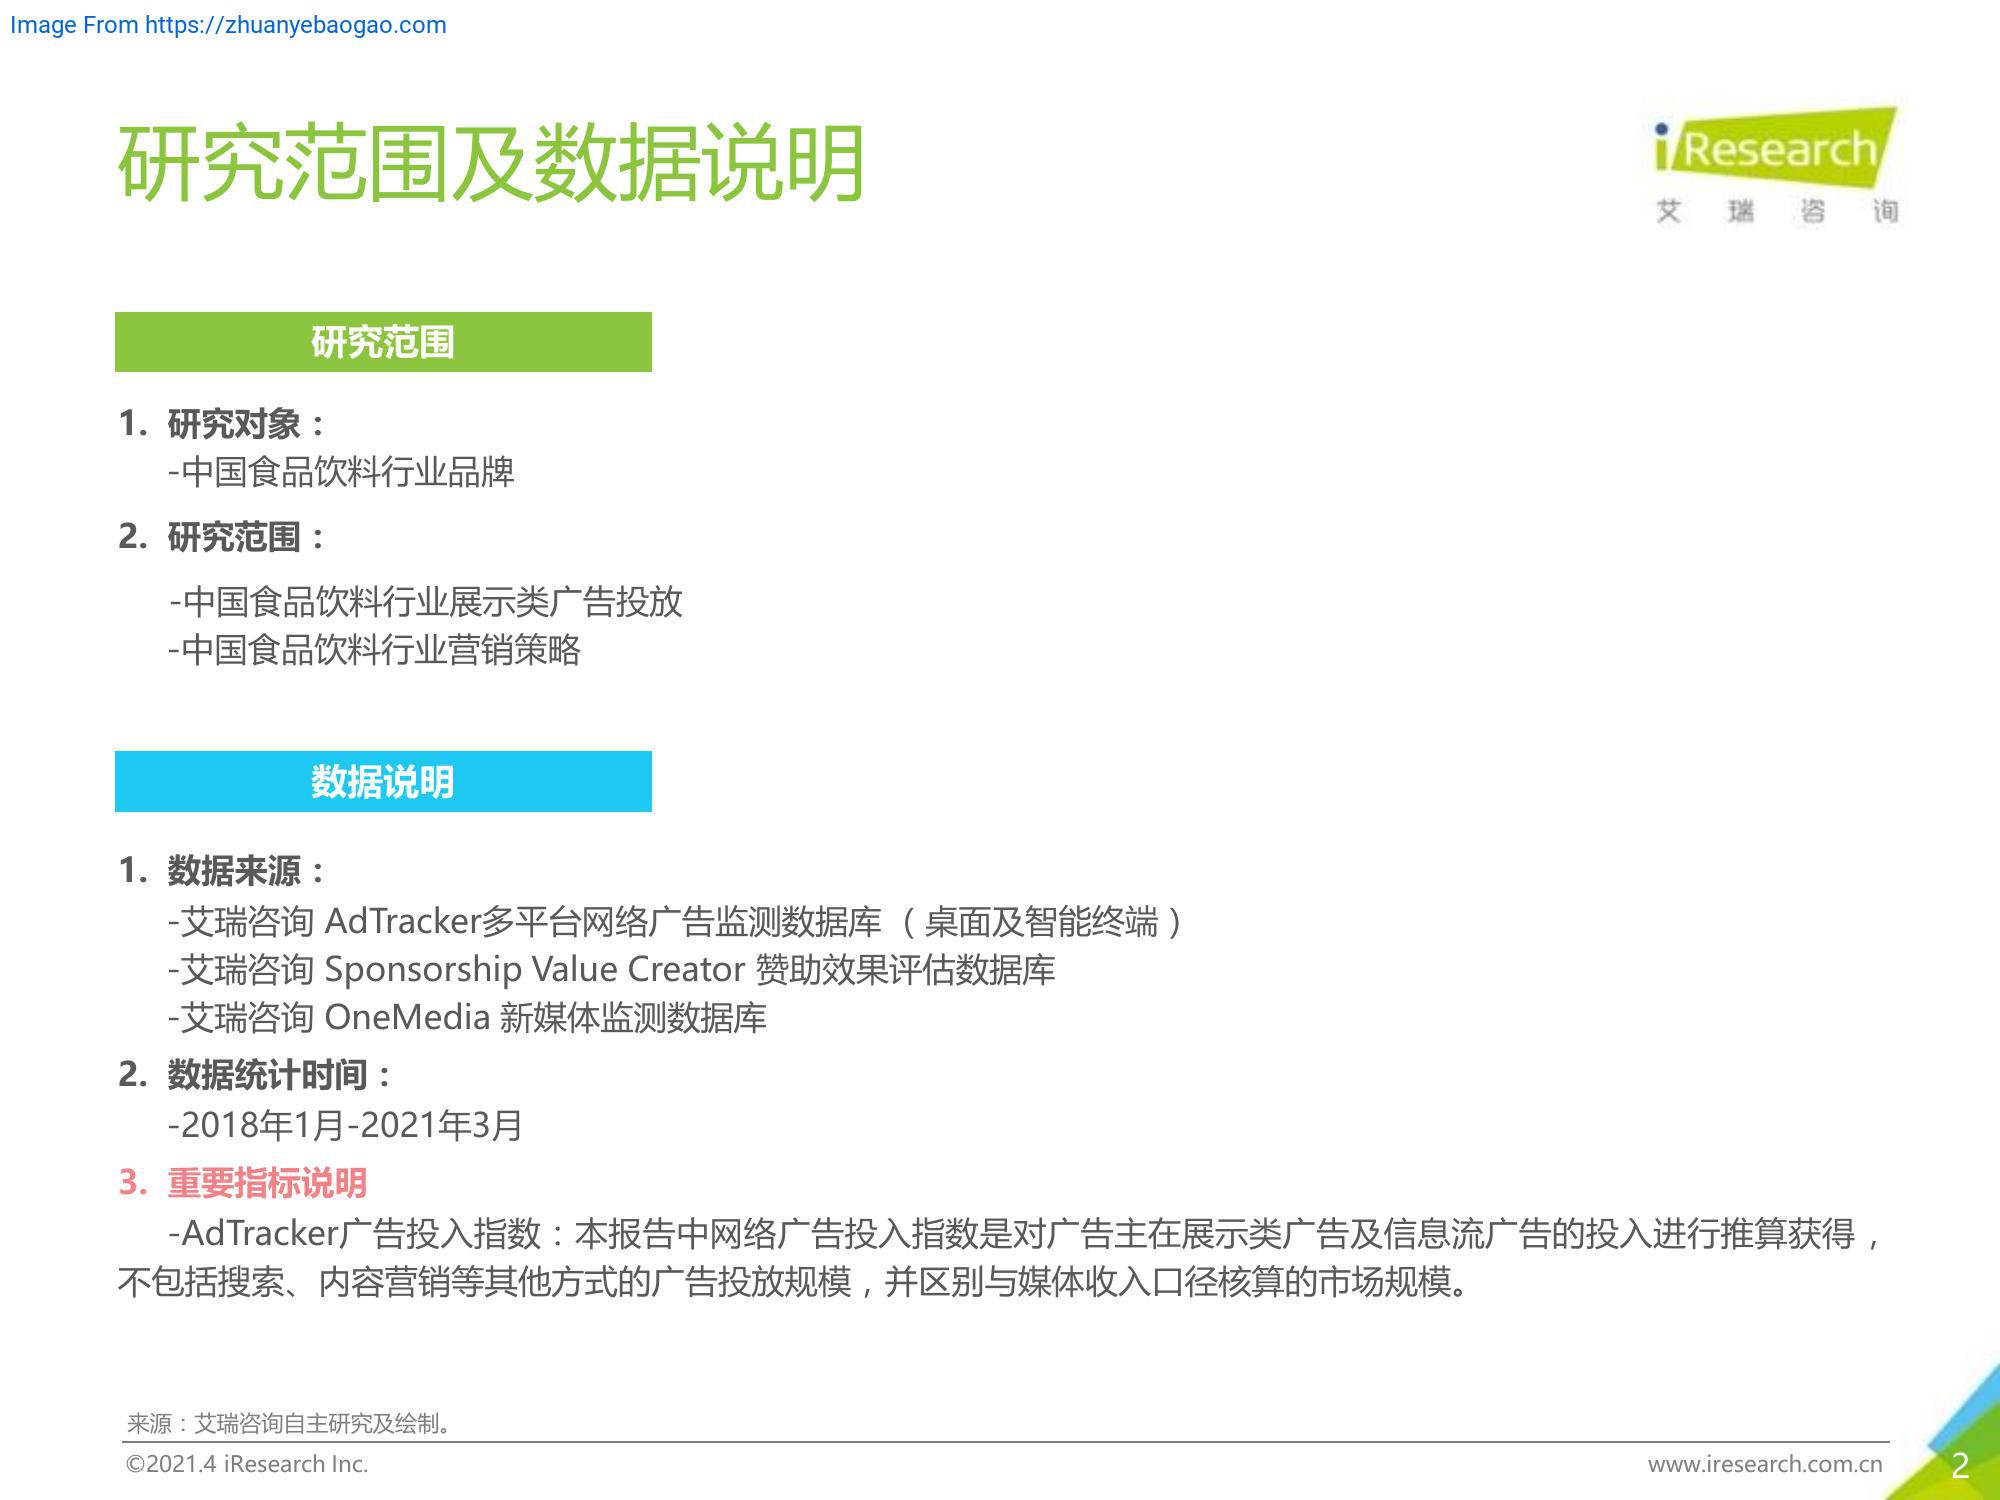 Image From https://zhuanyebaogao.com
研究范围及数据说明
iResearch
艾瑞咨询
研究范围
1. 研究对象：
-中国食品饮料行业品牌
2. 研究范围：
-中国食品饮料行业展示类广告投放
-中国食品饮料行业营销策略
数据说明
1. 数据来源：
-艾瑞咨询 AdTracker多平台网络广告监测数据库 （桌面及智能终端）
-艾瑞咨询 Sponsorship Value Creator 赞助效果评估数据库
-艾瑞咨询 OneMedia 新媒体监测数据库
2. 数据统计时间：
-2018年1月-2021年3月
3. 重要指标说明
-AdTracker广告投入指数：本报告中网络广告投入指数是对广告主在展示类广告及信息流广告的投入进行推算获得，
不包括搜索、内容营销等其他方式的广告投放规模，并区别与媒体收入口径核算的市场规模。
来源：艾瑞咨询自主研究及绘制。
©2021.4 iResearch Inc.
www.iresearch.com.cn
2